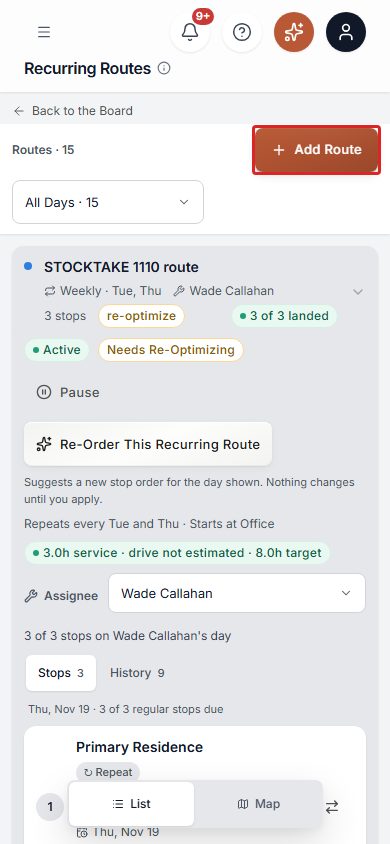 9+
Recurring Routes
Back to the Board
Routes · 15
+ Add Route
All Days · 15
STOCKTAKE 1110 route
Weekly · Tue, Thu Wade Callahan
3 stops re-optimize 3 of 3 landed
Active Needs Re-Optimizing
Pause
Re-Order This Recurring Route
Suggests a new stop order for the day shown. Nothing changes
until you apply.
Repeats every Tue and Thu · Starts at Office
3.0h service · drive not estimated · 8.0h target
Assignee Wade Callahan
3 of 3 stops on Wade Callahan's day
Stops 3 History 9
Thu, Nov 19 · 3 of 3 regular stops due
Primary Residence
↻ Repeat
1 List Map
Thu, Nov 19